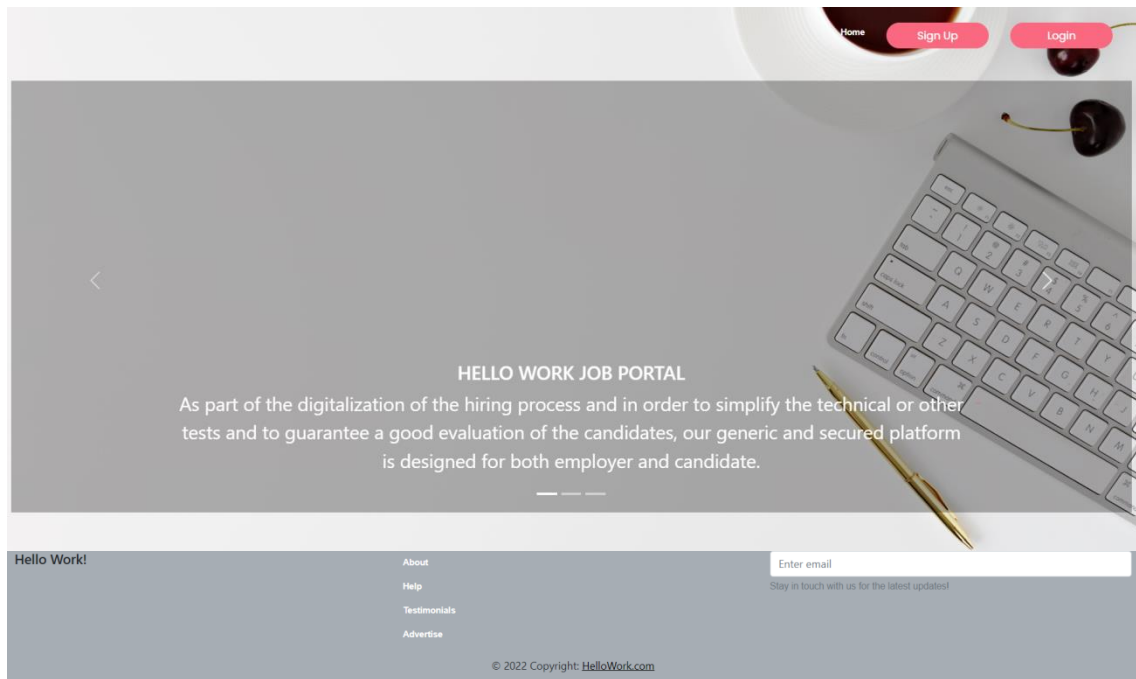 Home
Sign Up
Login
HELLO WORK JOB PORTAL
As part of the digitalization of the hiring process and in order to simplify the technical or other
tests and to guarantee a good evaluation of the candidates, our generic and secured platform
is designed for both employer and candidate.
Hello Work!
About
Help
Testimonials
Advertise
Enter email
Stay in touch with us for the latest updates!
© 2022 Copyright: HelloWork.com